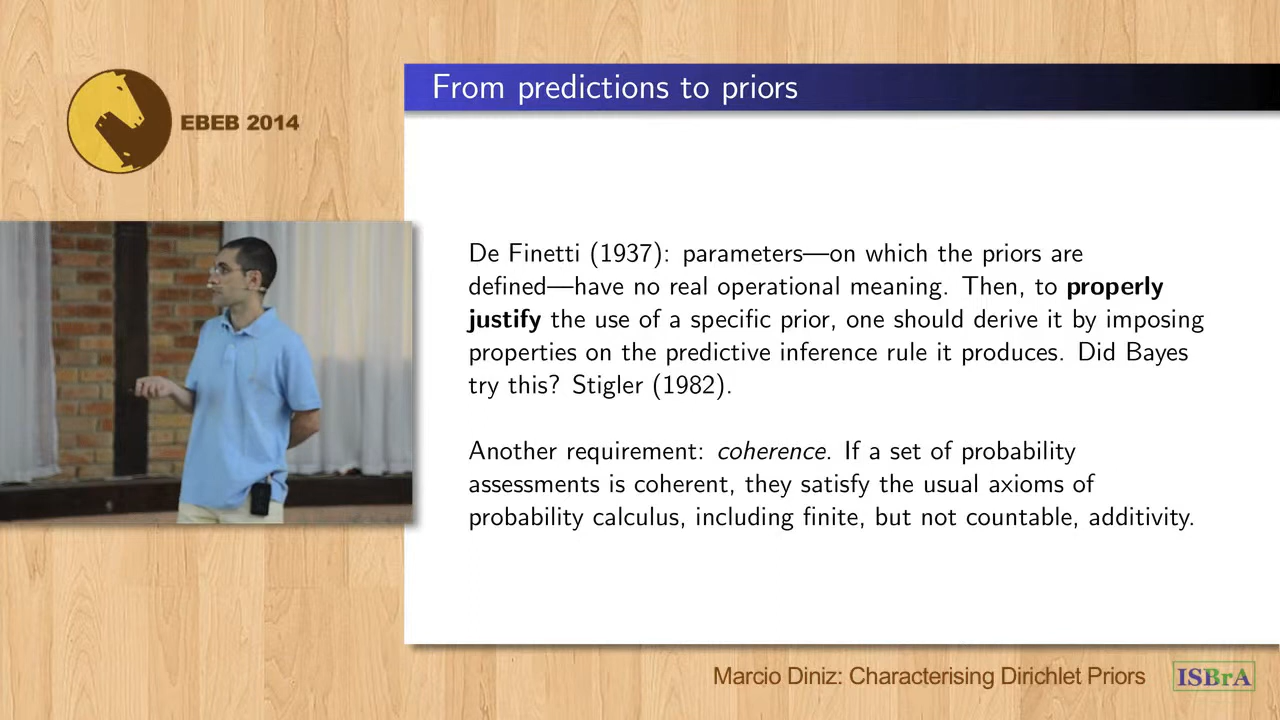 EBEB 2014
From predictions to priors
De Finetti (1937): parameters—on which the priors are
defined—have no real operational meaning. Then, to properly
justify the use of a specific prior, one should derive it by imposing
properties on the predictive inference rule it produces. Did Bayes
try this? Stigler (1982).
Another requirement: coherence. If a set of probability
assessments is coherent, they satisfy the usual axioms of
probability calculus, including finite, but not countable, additivity.
Marcio Diniz: Characterising Dirichlet Priors
ISBrA